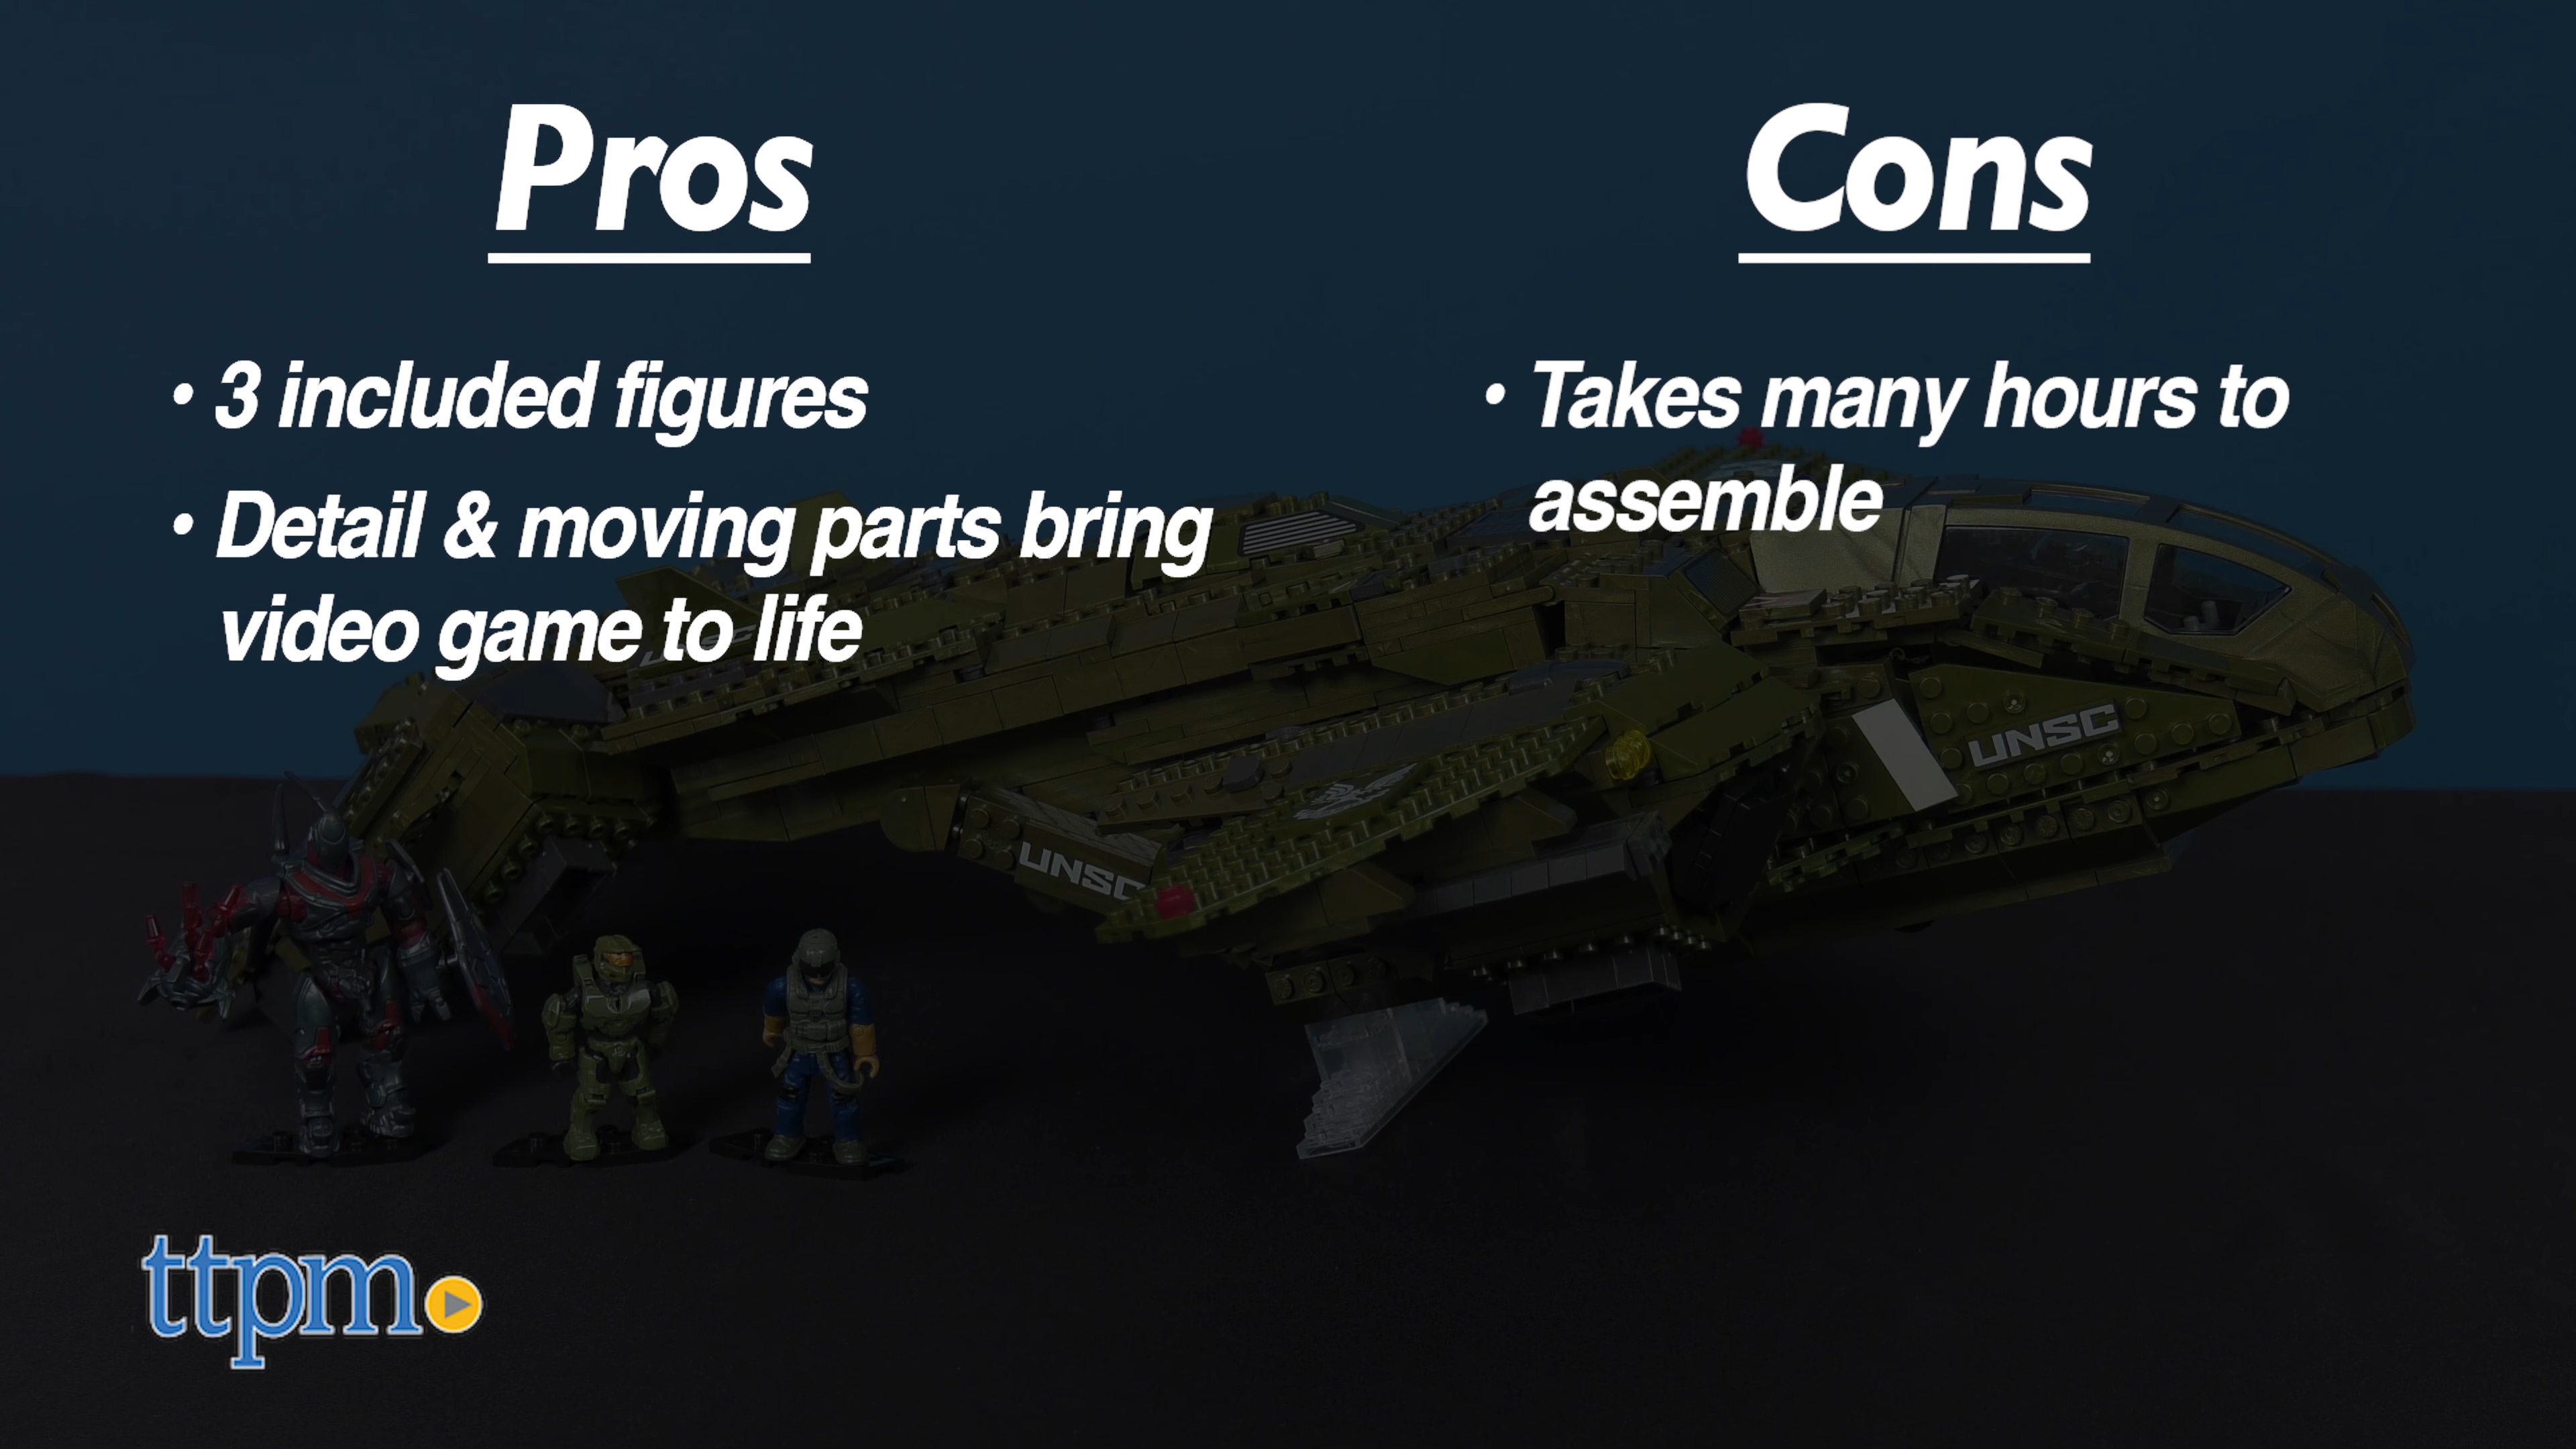 Pros
• 3 included figures
• Detail & moving parts bring
video game to life
Cons
• Takes many hours to
assemble
UNSC
UNSC
ttpm